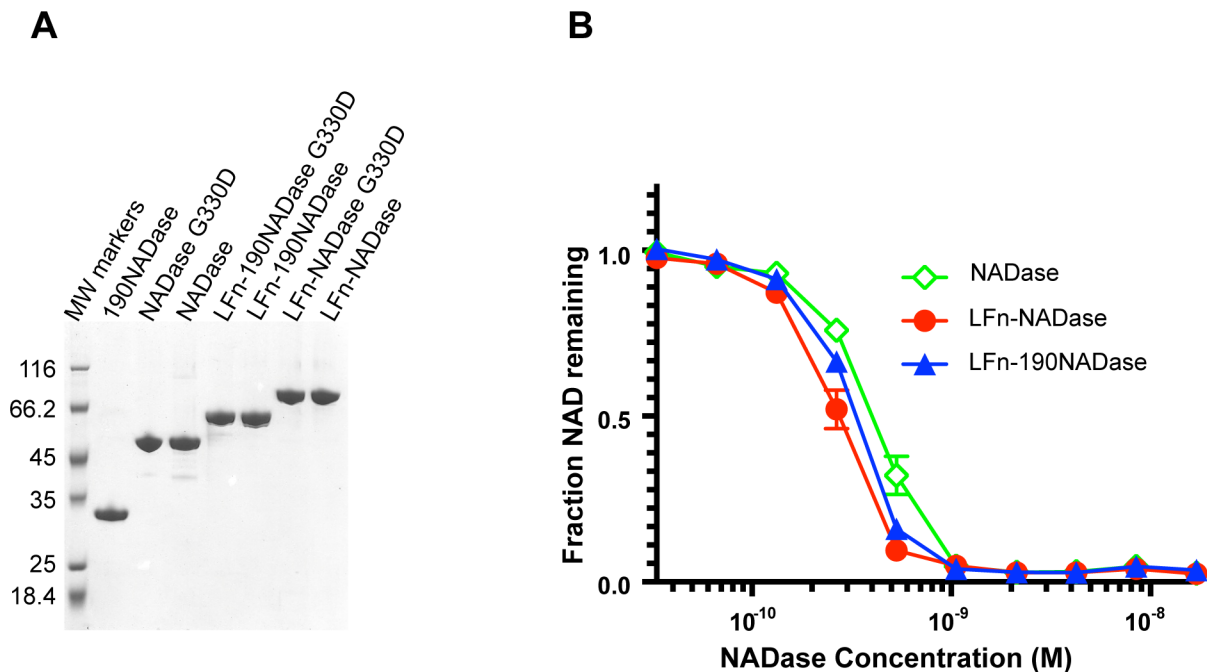 A
MW markers
190NADase
NADase G330D
NADase
LFn-190NADase G330D
LFn-190NADase
LFn-NADase G330D
LFn-NADase
116
66.2
45
35
25
18.4
B
Fraction NAD remaining
1.0
0.5
0.0
NADase
LFn-NADase
LFn-190NADase
10-10
10-9
10-8
NADase Concentration (M)